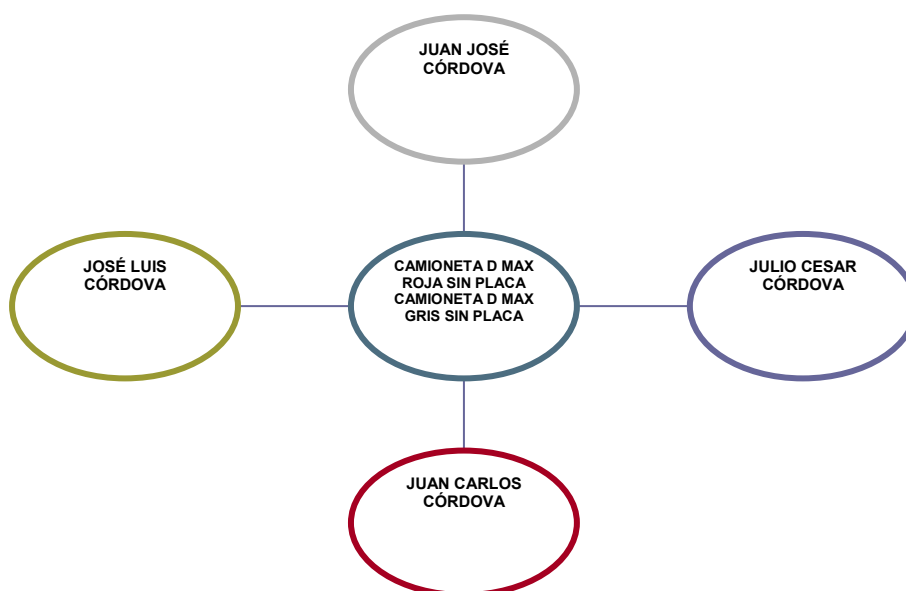 JUAN JOSÉ
CÓRDOVA
JOSÉ LUIS
CÓRDOVA
CAMIONETA D MAX
ROJA SIN PLACA
CAMIONETA D MAX
GRIS SIN PLACA
JULIO CESAR
CÓRDOVA
JUAN CARLOS
CÓRDOVA